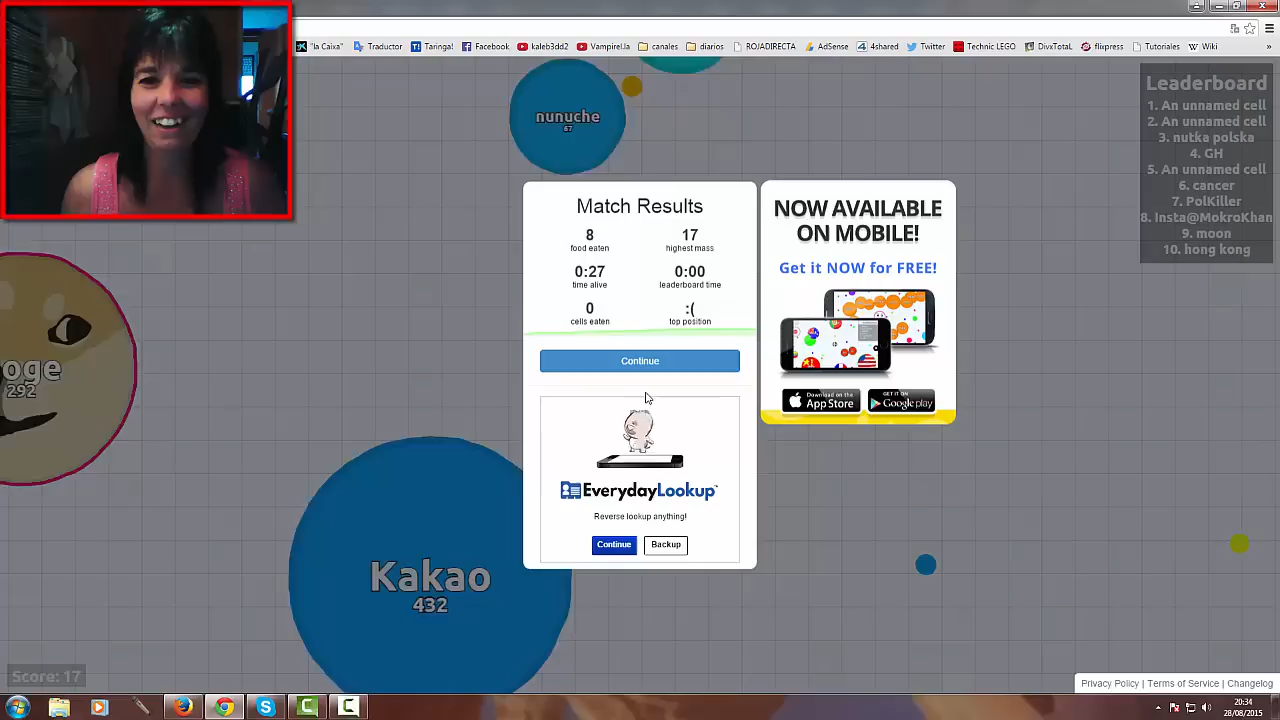 "la Caixa" Traductor Taringa! Facebook kaleb3dd2 VampireLia canales diarios ROJADIRECTA AdSense 4shared Twitter Technic LEGO DivxTotaL flixpress Tutoriales Wiki »
nunuche
67
Leaderboard
1. An unnamed cell
2. An unnamed cell
3. nutka polska
4. GH
5. An unnamed cell
6. cancer
7. PolKiller
8. Insta@MokroKhan
9. moon
10. hong kong
Match Results
8
food eaten
17
highest mass
0:27
time alive
0:00
leaderboard time
0
cells eaten
:(
top position
Continue
NOW AVAILABLE
ON MOBILE!
Get it NOW for FREE!
Download on the
App Store
GET IT ON
Google play
oge
292
EverydayLookup™
Reverse lookup anything!
Continue
Backup
Kakao
432
Score: 17
Privacy Policy | Terms of Service | Changelog
20:34
28/08/2015